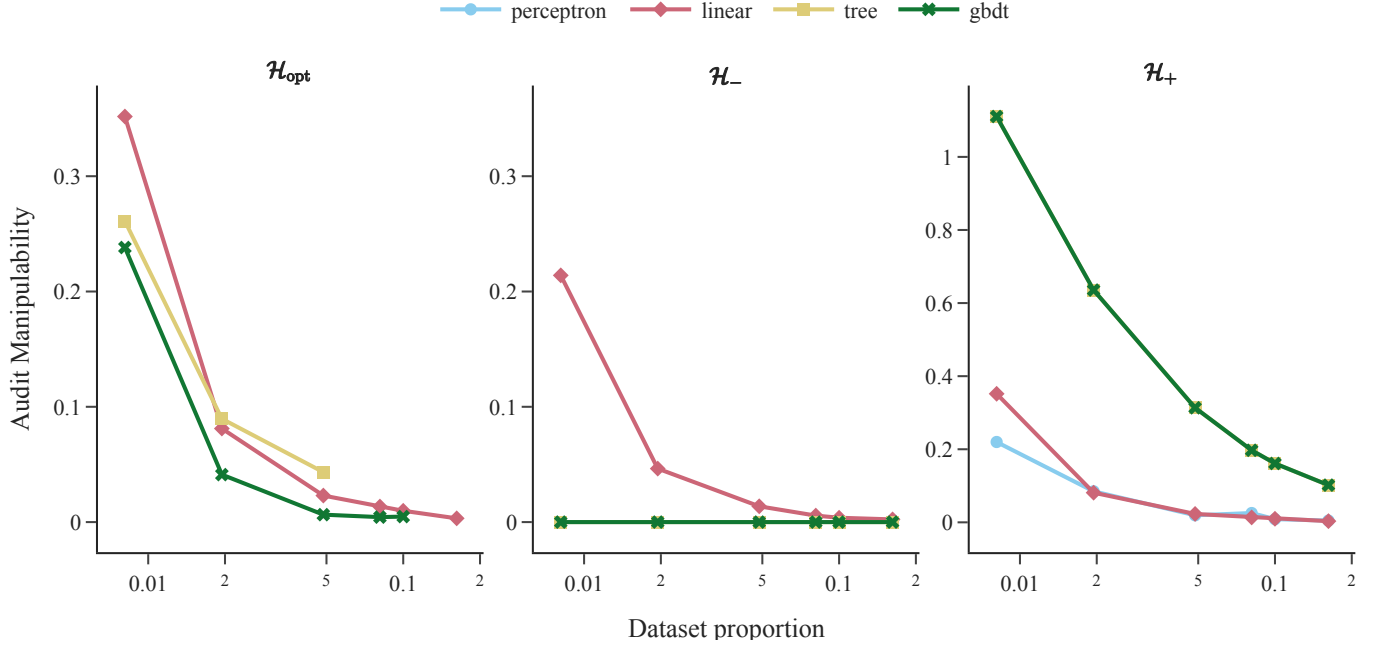 perceptron linear tree gbdt
ℋopt ℋ− ℋ+
Audit Manipulability
0.3
0.2
0.1
0
0.01 2 5 0.1 2
0.3
0.2
0.1
0
0.01 2 5 0.1 2
1
0.8
0.6
0.4
0.2
0
0.01 2 5 0.1 2
Dataset proportion